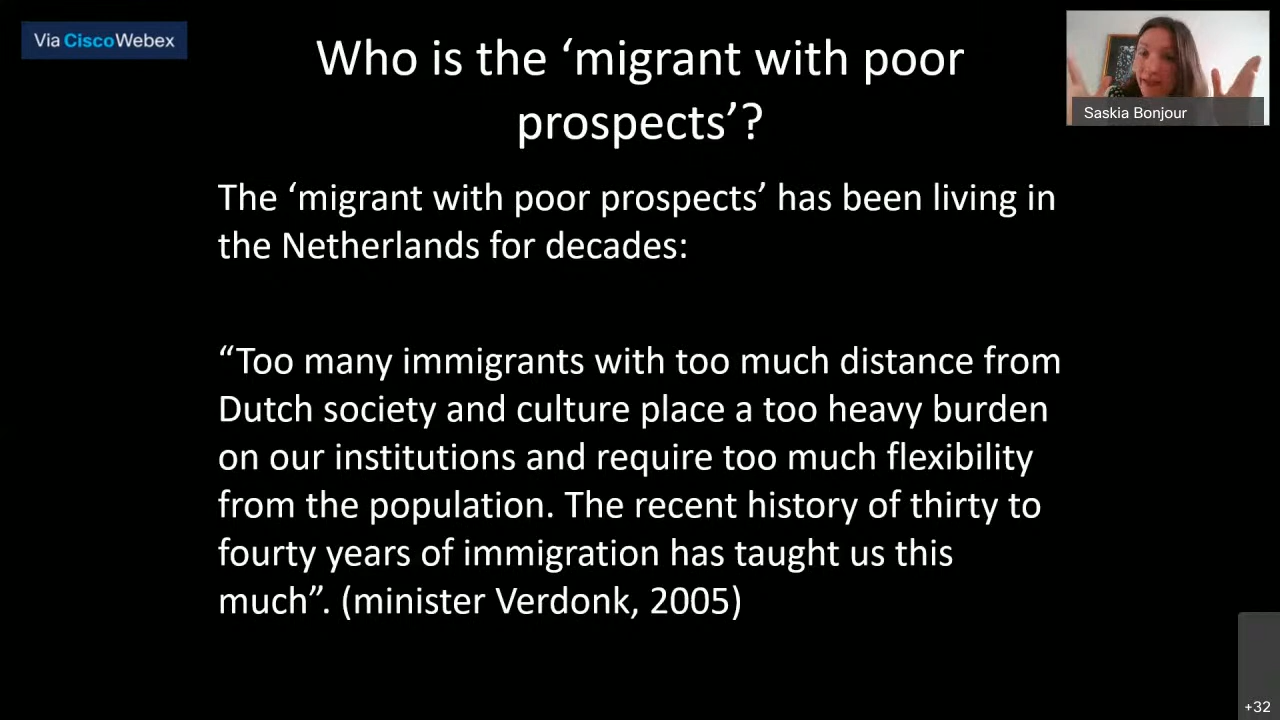 Via Cisco Webex
Who is the ‘migrant with poor
prospects’?
Saskia Bonjour
The ‘migrant with poor prospects’ has been living in
the Netherlands for decades:
“Too many immigrants with too much distance from
Dutch society and culture place a too heavy burden
on our institutions and require too much flexibility
from the population. The recent history of thirty to
fourty years of immigration has taught us this
much”. (minister Verdonk, 2005)
+32